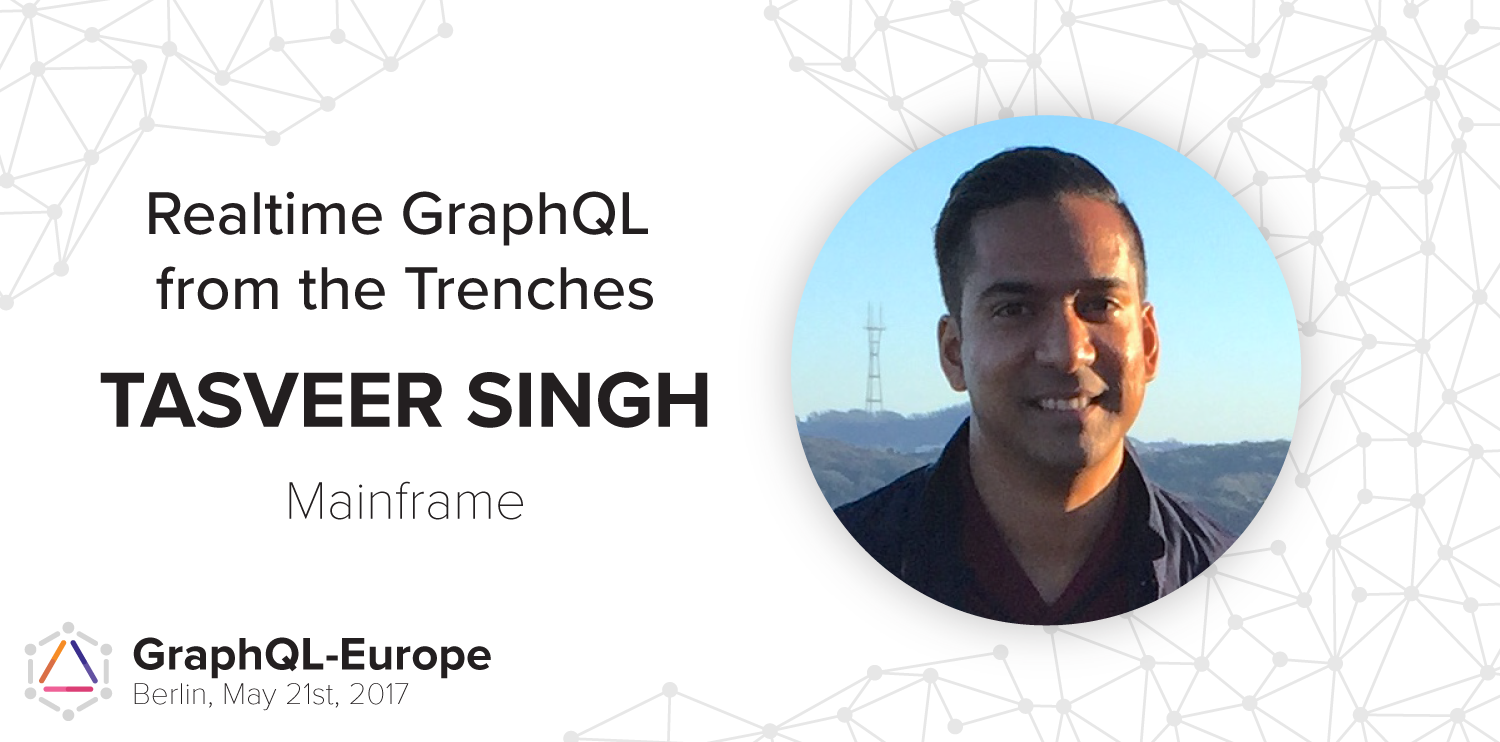 Realtime GraphQL
from the Trenches
TASVEER SINGH
Mainframe
GraphQL-Europe
Berlin, May 21st, 2017